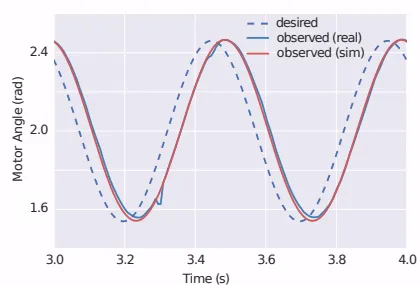 desired
observed (real)
observed (sim)
2.4
2.0
1.6
Motor Angle (rad)
3.0 3.2 3.4 3.6 3.8 4.0
Time (s)